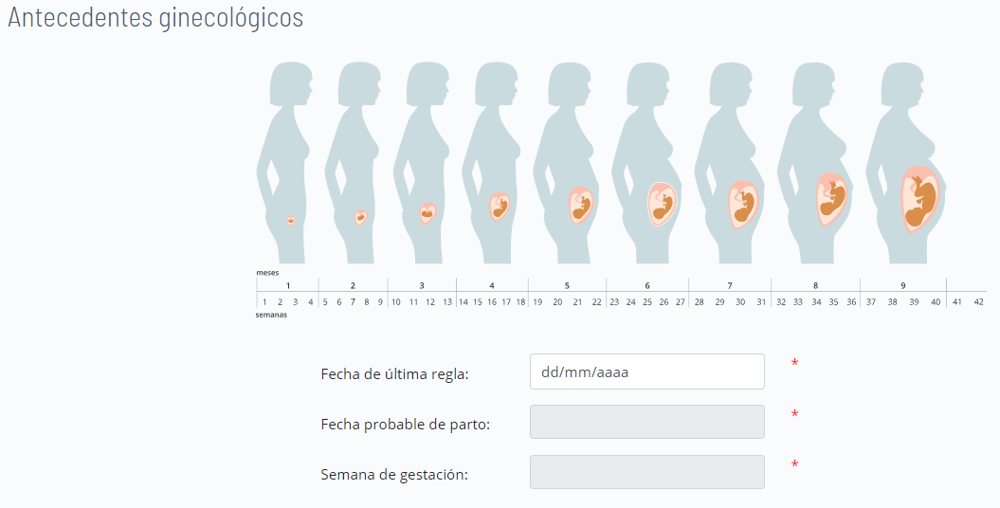 Antecedentes ginecológicos
meses
1 2 3 4 5 6 7 8 9
1 2 3 4 5 6 7 8 9 10 11 12 13 14 15 16 17 18 19 20 21 22 23 24 25 26 27 28 29 30 31 32 33 34 35 36 37 38 39 40 41 42
semanas
Fecha de última regla: dd/mm/aaaa *
Fecha probable de parto: *
Semana de gestación: *